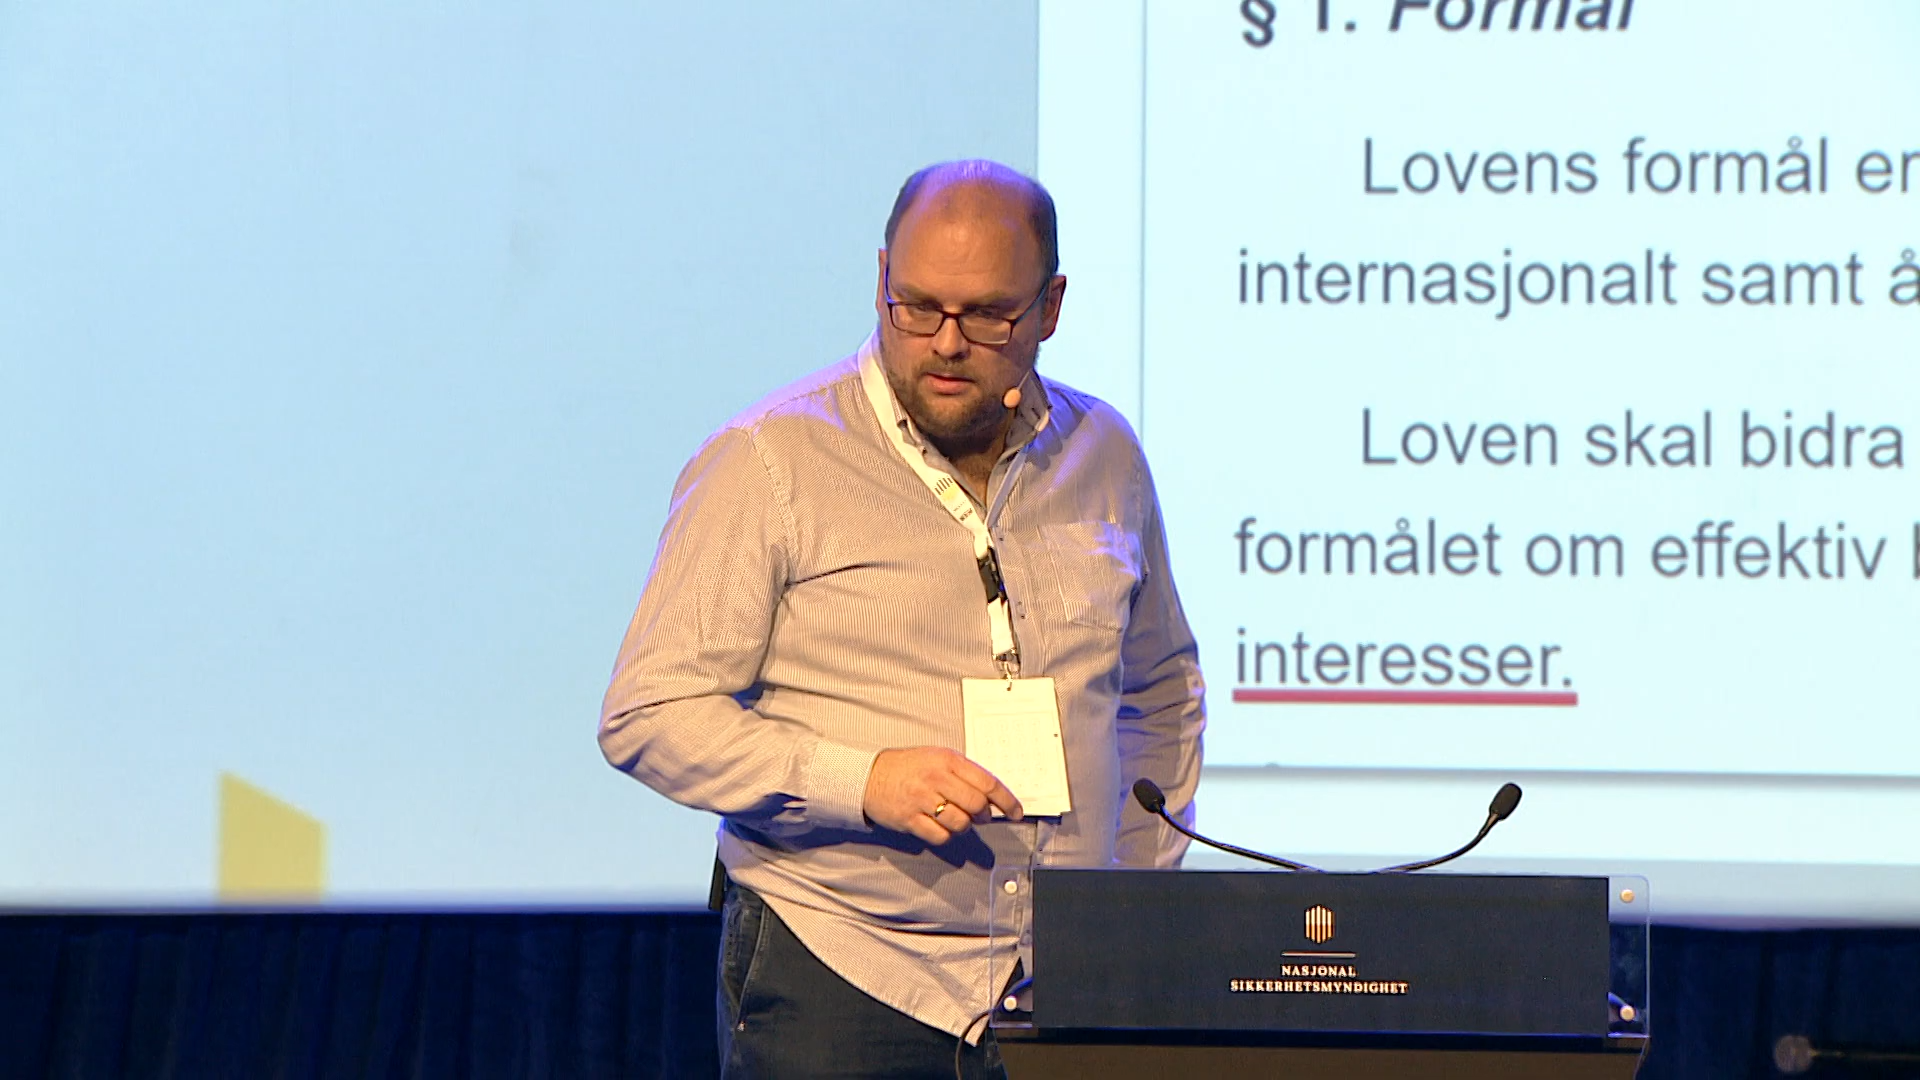 § 1. Formål
Lovens formål er
internasjonalt samt å
Loven skal bidra
formålet om effektiv
interesser.
NASJONAL
SIKKERHETSMYNDIGHET